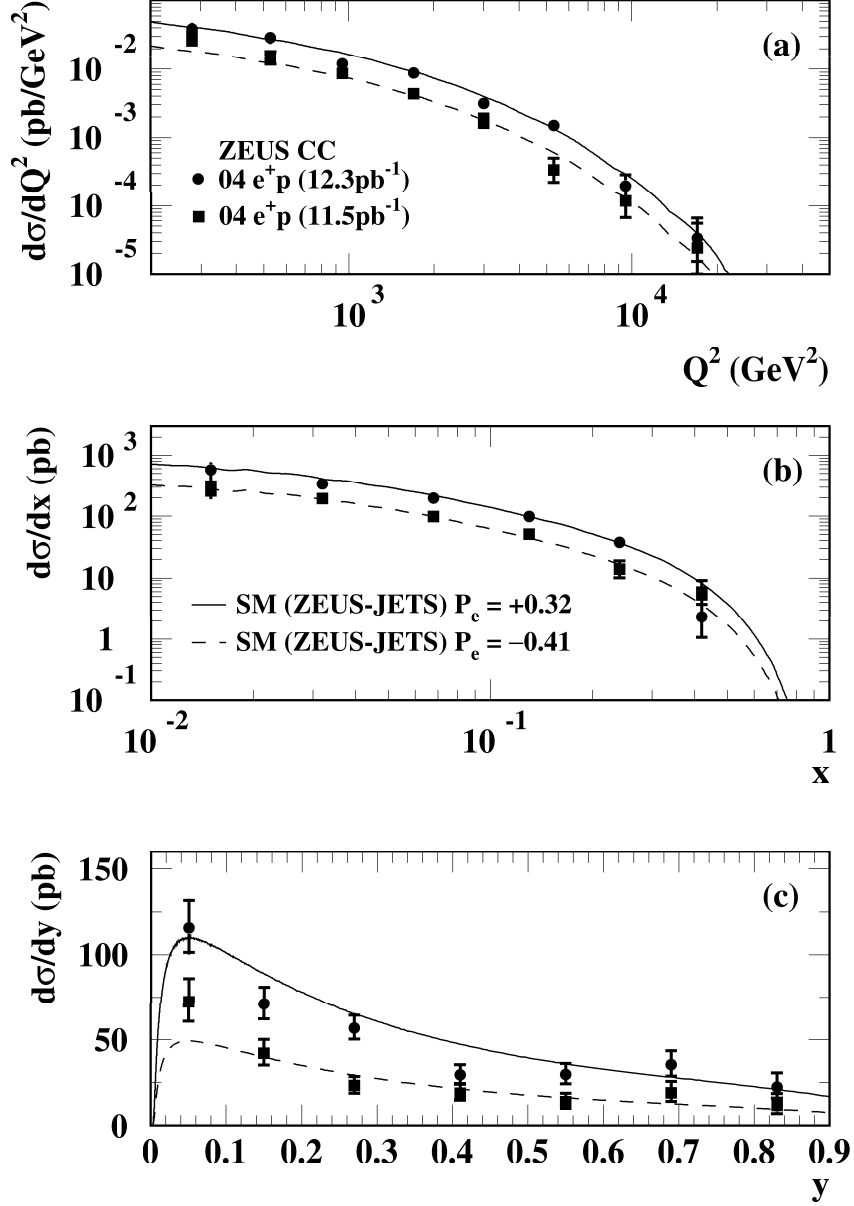 dσ/dQ² (pb/GeV²)
(a)
10⁻²
10⁻³
10⁻⁴
10⁻⁵
ZEUS CC
04 e⁺p (12.3pb⁻¹)
04 e⁺p (11.5pb⁻¹)
10³ 10⁴
Q² (GeV²)
dσ/dx (pb)
(b)
10³
10²
10
1
10⁻¹
SM (ZEUS-JETS) Pₑ = +0.32
SM (ZEUS-JETS) Pₑ = −0.41
10⁻² 10⁻¹ 1
x
dσ/dy (pb)
(c)
150
100
50
0
0 0.1 0.2 0.3 0.4 0.5 0.6 0.7 0.8 0.9
y